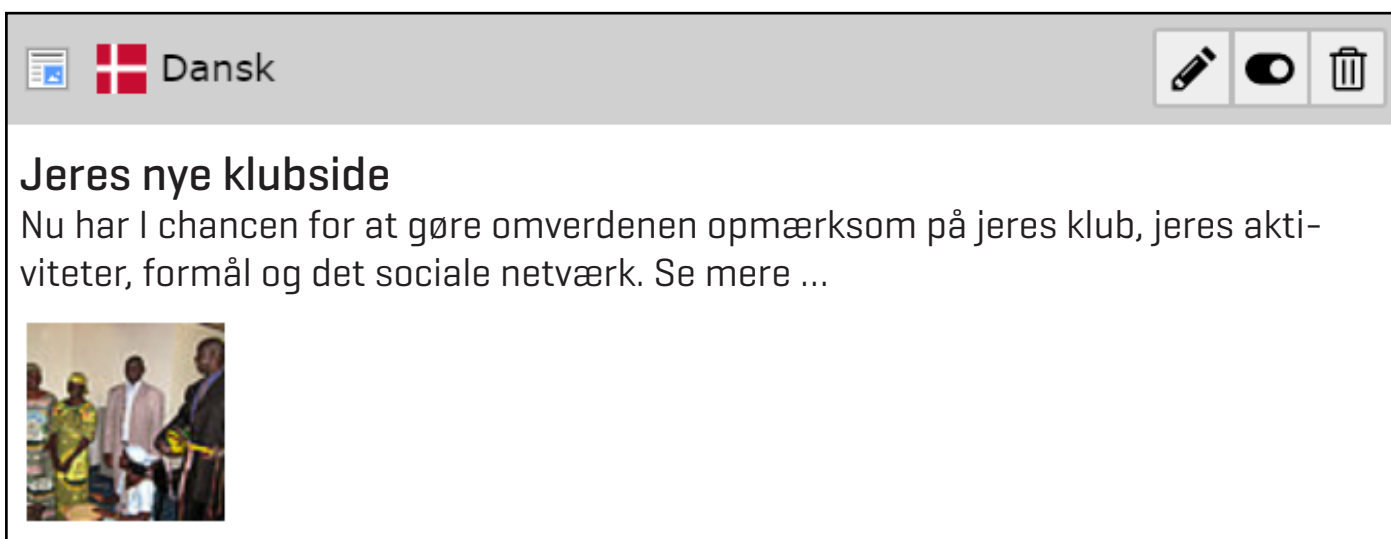 Dansk
Jeres nye klubside
Nu har I chancen for at gøre omverdenen opmærksom på jeres klub, jeres akti-
viteter, formål og det sociale netværk. Se mere ...